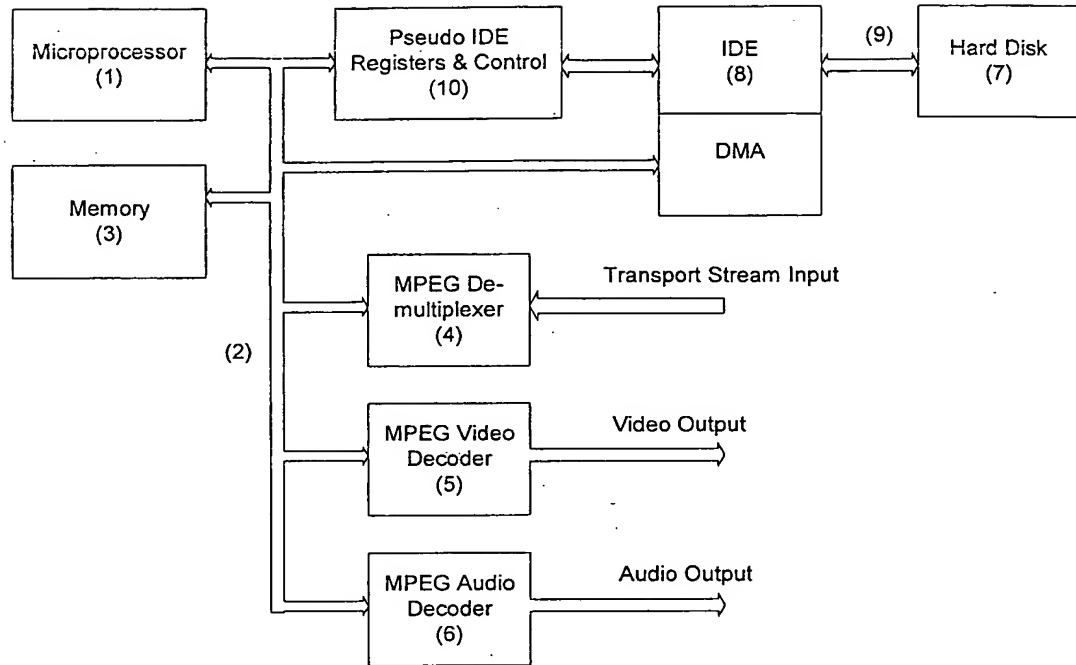 Microprocessor
(1)
Pseudo IDE
Registers & Control
(10)
IDE
(8)
(9)
Hard Disk
(7)
DMA
Memory
(3)
MPEG De-
multiplexer
(4)
Transport Stream Input
(2)
MPEG Video
Decoder
(5)
Video Output
MPEG Audio
Decoder
(6)
Audio Output